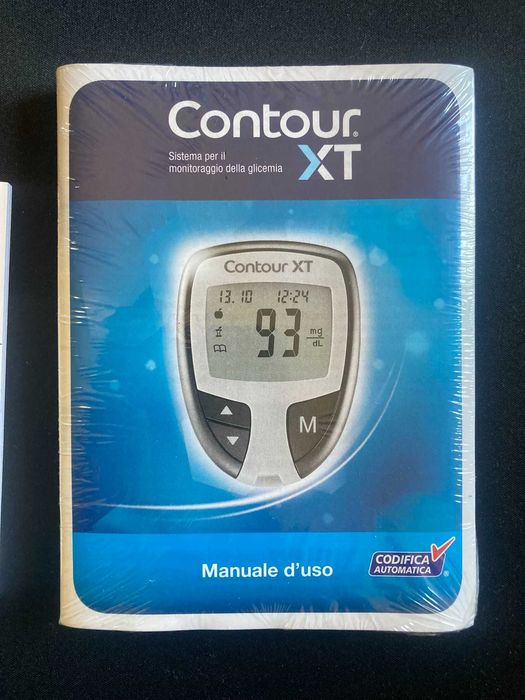 Contour®
XT
Sistema per il
monitoraggio della glicemia
Contour XT
13.10 12:24
93 mg/dL
M
Manuale d'uso
CODIFICA
AUTOMATICA®